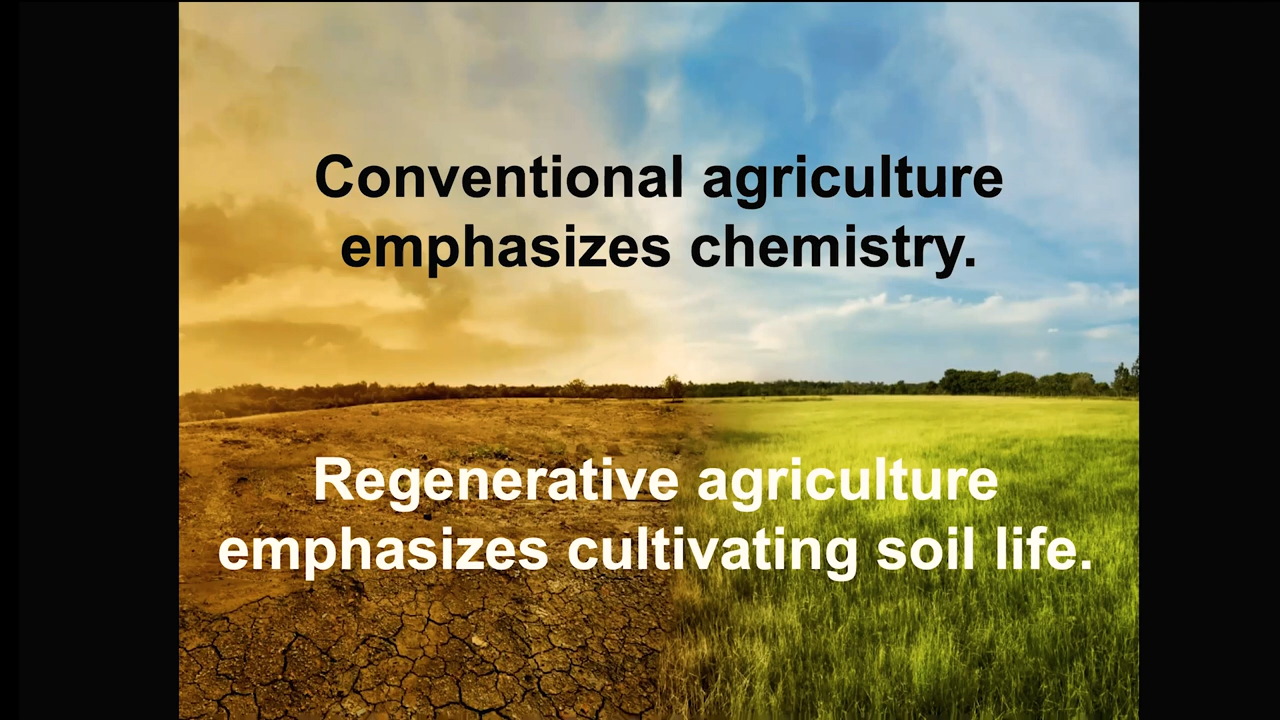 Conventional agriculture
emphasizes chemistry.
Regenerative agriculture
emphasizes cultivating soil life.